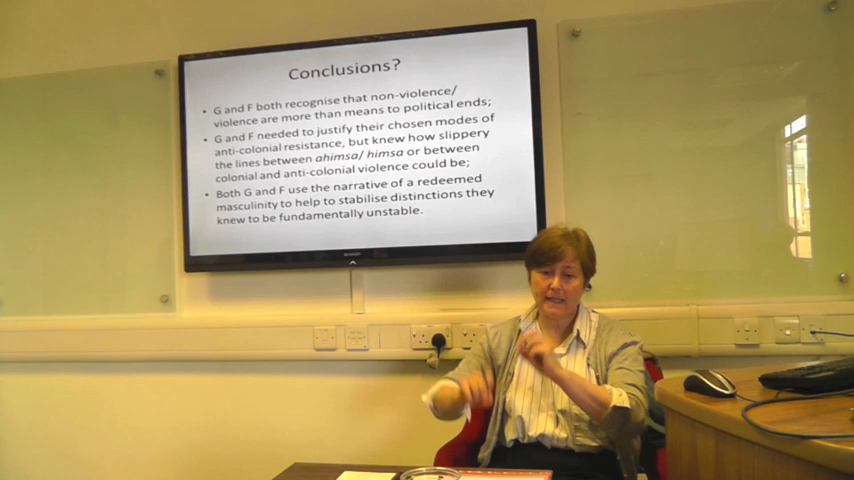 Conclusions?
• G and F both recognise that non-violence/
violence are more than means to political ends;
• G and F needed to justify their chosen modes of
anti-colonial resistance, but knew how slippery
the lines between ahimsa/ himsa or between
colonial and anti-colonial violence could be;
• Both G and F use the narrative of a redeemed
masculinity to help to stabilise distinctions they
knew to be fundamentally unstable.